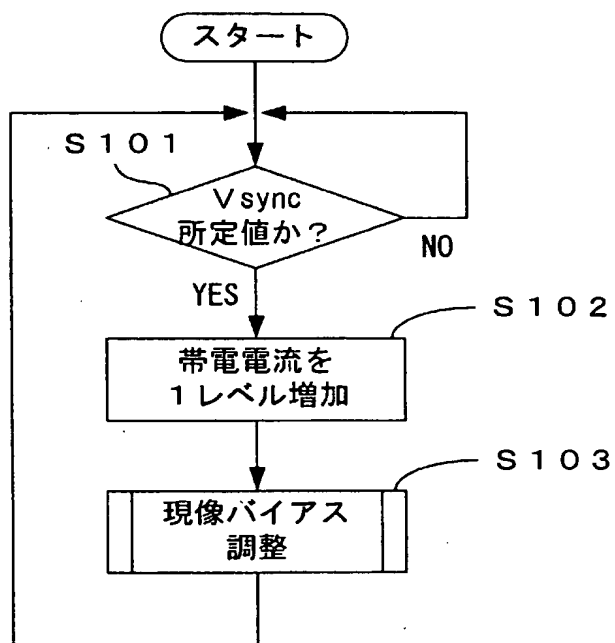 スタート
S101
Vsync
所定値か？
NO
YES
S102
帯電電流を
1レベル増加
S103
現像バイアス
調整